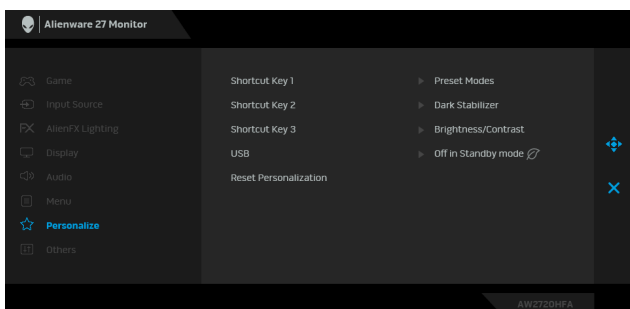 Alienware 27 Monitor
Game
Input Source
AlienFX Lighting
Display
Audio
Menu
Personalize
Others
Shortcut Key 1 Preset Modes
Shortcut Key 2 Dark Stabilizer
Shortcut Key 3 Brightness/Contrast
USB Off in Standby mode
Reset Personalization
AW2720HFA